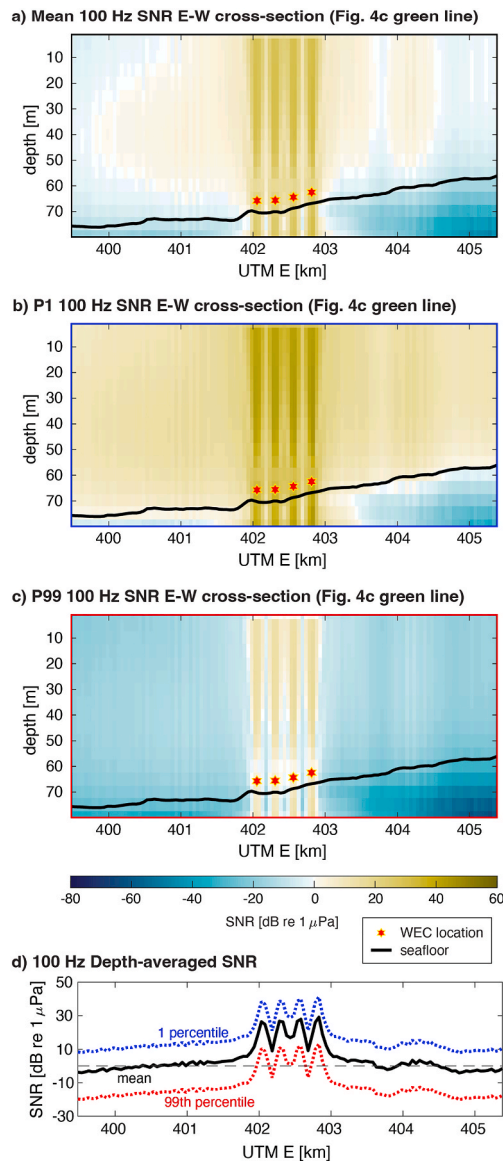 a) Mean 100 Hz SNR E-W cross-section (Fig. 4c green line)
10
20
30
40
50
60
70
depth [m]
400 401 402 403 404 405
UTM E [km]
b) P1 100 Hz SNR E-W cross-section (Fig. 4c green line)
10
20
30
40
50
60
70
depth [m]
400 401 402 403 404 405
UTM E [km]
c) P99 100 Hz SNR E-W cross-section (Fig. 4c green line)
10
20
30
40
50
60
70
depth [m]
400 401 402 403 404 405
UTM E [km]
-80 -60 -40 -20 0 20 40 60
SNR [dB re 1 μPa]
WEC location
seafloor
d) 100 Hz Depth-averaged SNR
50
30
10
-10
-30
SNR [dB re 1 μPa]
1 percentile
mean
99th percentile
400 401 402 403 404 405
UTM E [km]